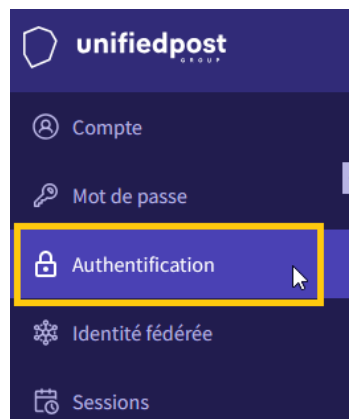 unifiedpost
GROUP
Compte
Mot de passe
Authentification
Identité fédérée
Sessions